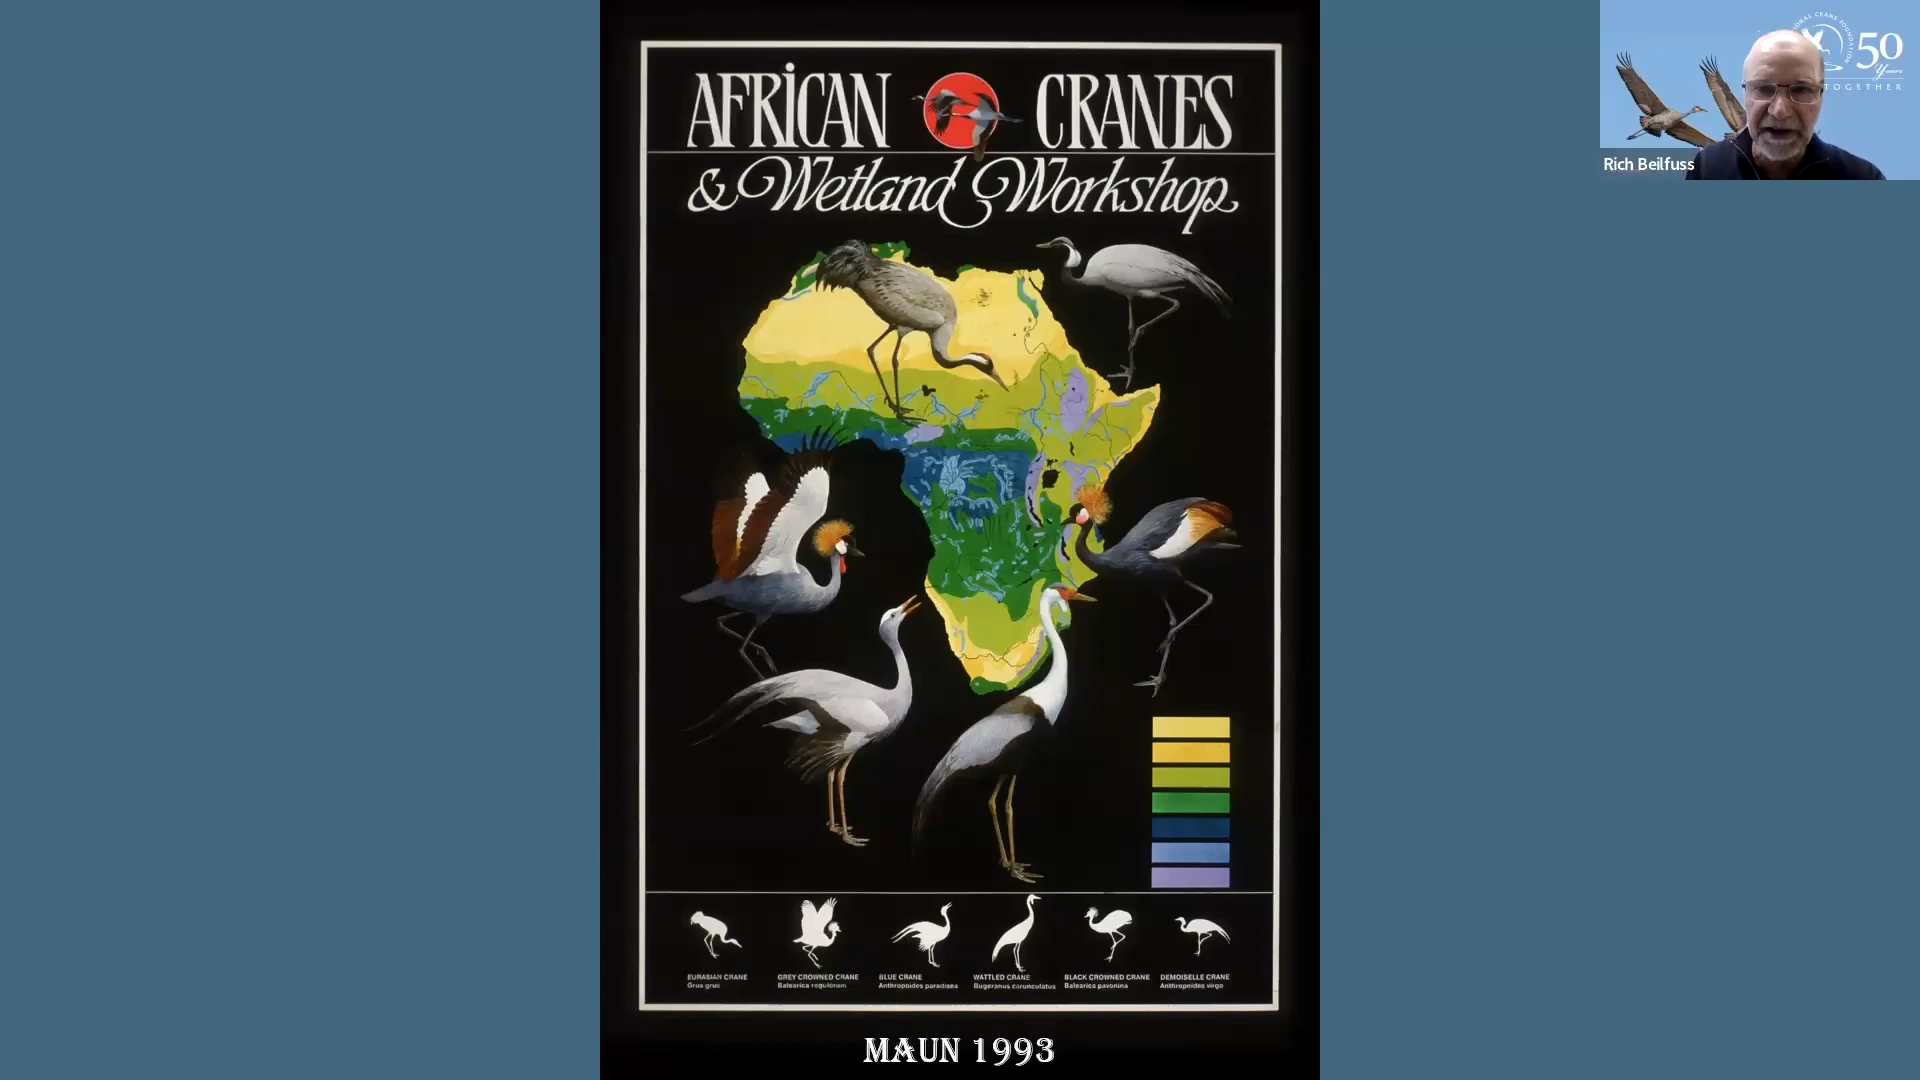 AFRICAN CRANES
& Wetland Workshop
EURASIAN CRANE
Grus grus
GREY CROWNED CRANE
Balearica regulorum
BLUE CRANE
Anthropoides paradisea
WATTLED CRANE
Bugeranus carunculatus
BLACK CROWNED CRANE
Balearica pavonina
DEMOISELLE CRANE
Anthropoides virgo
MAUN 1993
50
Years
TOGETHER
Rich Beilfuss